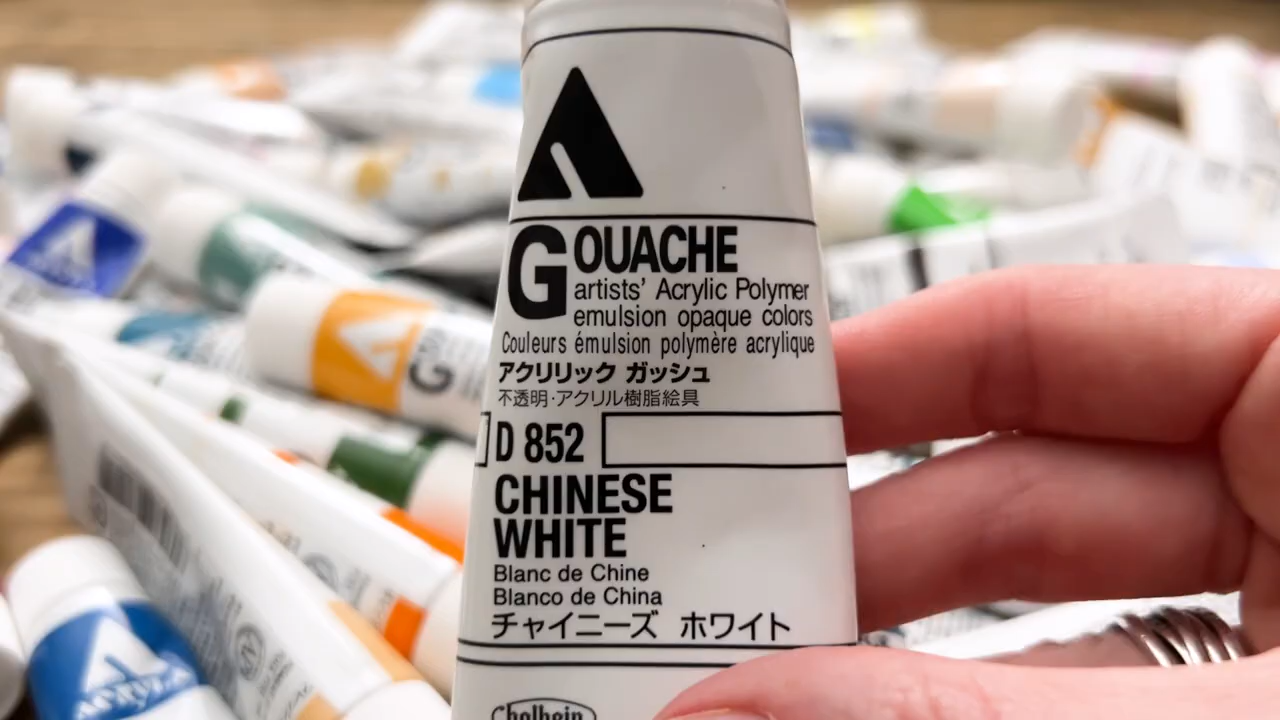 GOUACHE
artists' Acrylic Polymer
emulsion opaque colors
Couleurs émulsion polymère acrylique
アクリリック ガッシュ
不透明・アクリル樹脂絵具
D 852
CHINESE
WHITE
Blanc de Chine
Blanco de China
チャイニーズ ホワイト
G